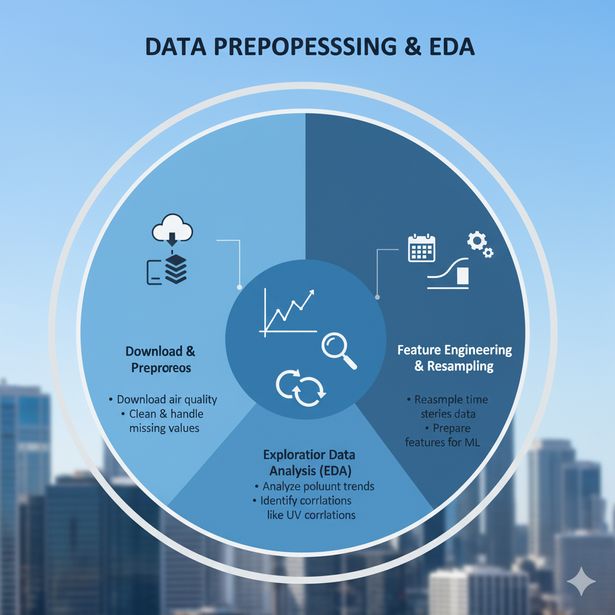 DATA PREPOPESSSING & EDA
Download &
Preproreos
• Download air quality
• Clean & handle
missing values
Feature Engineering
& Resampling
• Reasmple time
steries data
• Prepare
features for ML
Exploratior Data
Analysis (EDA)
• Analyze poluunt trends
• Identify corrlations
like UV corrlations